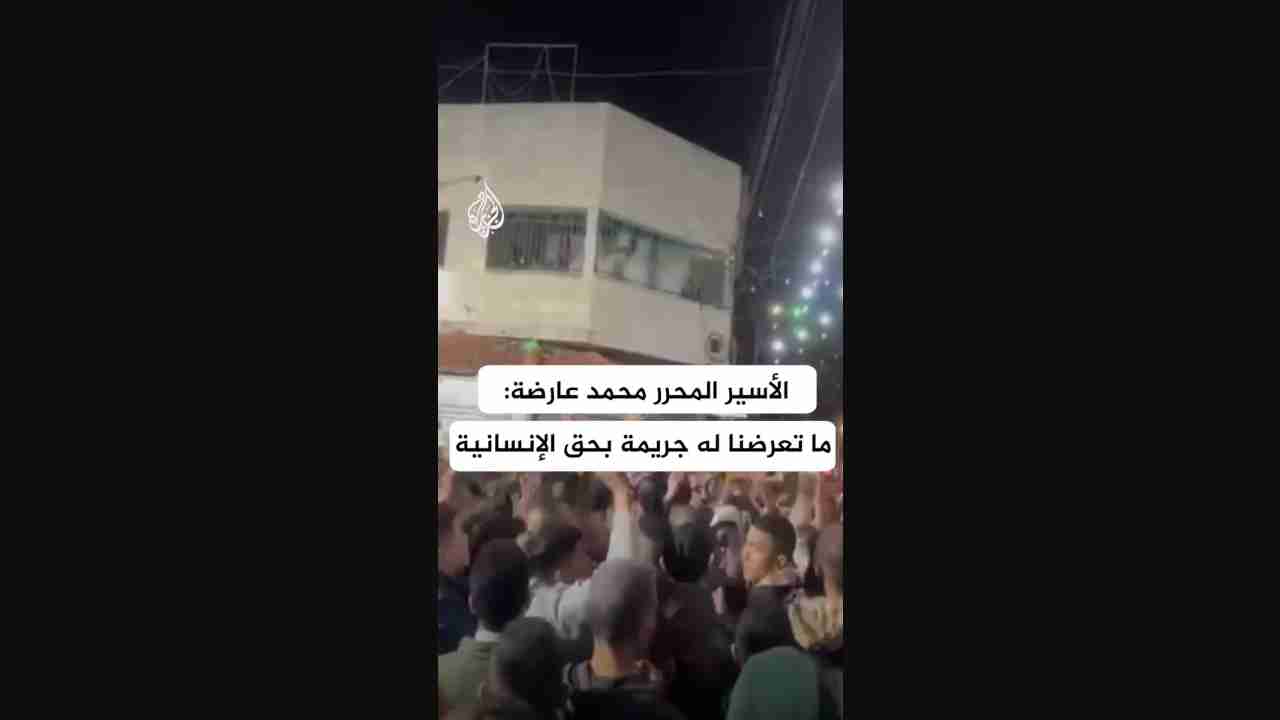 الأسير المحرر محمد عارضة:
ما تعرضنا له جريمة بحق الإنسانية